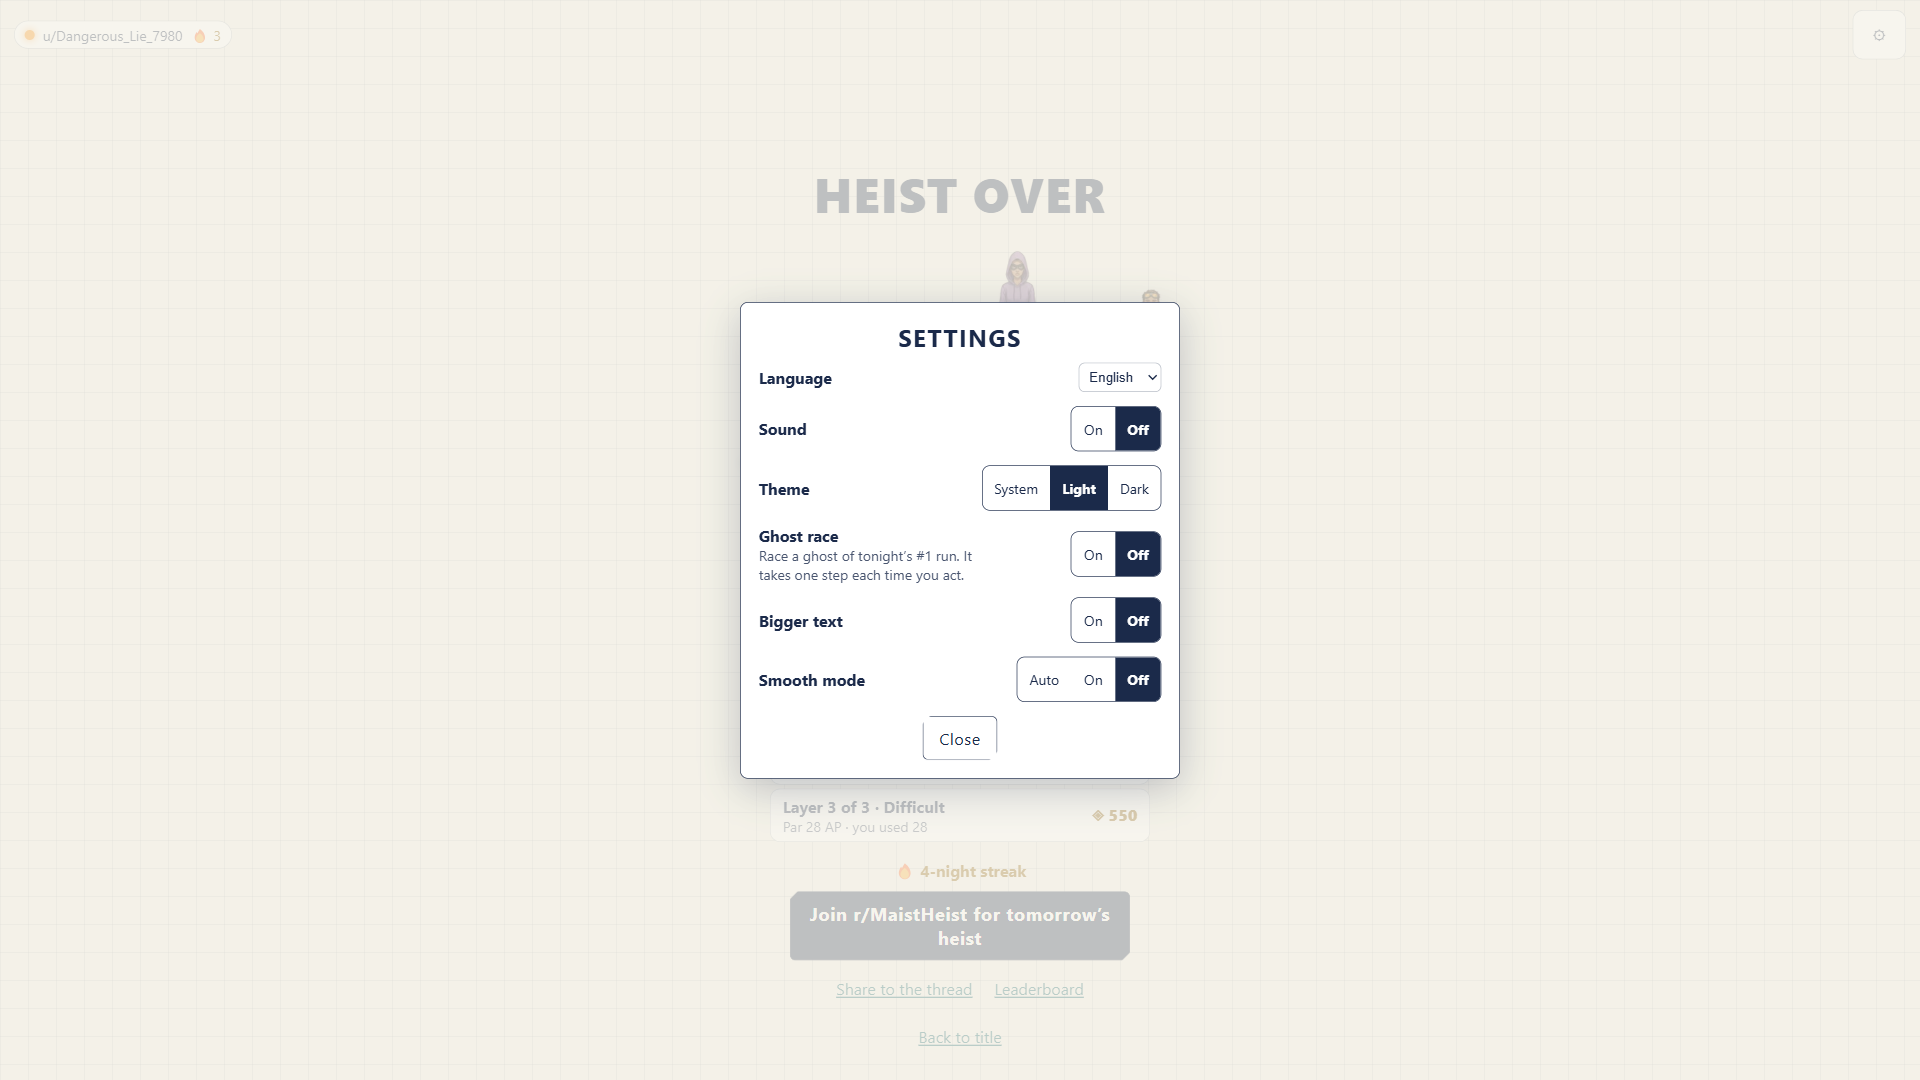 u/Dangerous_Lie_7980 🔥 3
HEIST OVER
SETTINGS
Language
English
Sound
On Off
Theme
System Light Dark
Ghost race
Race a ghost of tonight’s #1 run. It
takes one step each time you act.
On Off
Bigger text
On Off
Smooth mode
Auto On Off
Close
Layer 3 of 3 · Difficult
Par 28 AP · you used 28
◈ 550
🔥 4-night streak
Join r/MaistHeist for tomorrow’s
heist
Share to the thread Leaderboard
Back to title